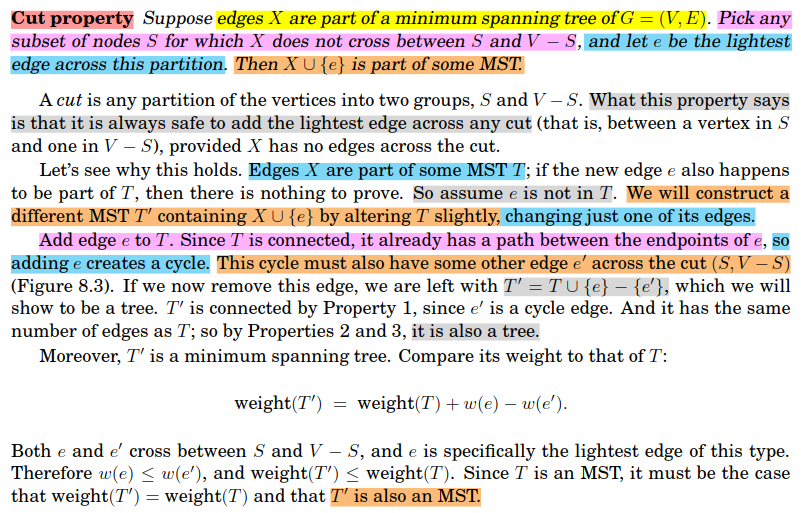 Cut property Suppose edges X are part of a minimum spanning tree of G = (V, E). Pick any
subset of nodes S for which X does not cross between S and V − S, and let e be the lightest
edge across this partition. Then X ∪ {e} is part of some MST.
A cut is any partition of the vertices into two groups, S and V − S. What this property says
is that it is always safe to add the lightest edge across any cut (that is, between a vertex in S
and one in V − S), provided X has no edges across the cut.
Let's see why this holds. Edges X are part of some MST T; if the new edge e also happens
to be part of T, then there is nothing to prove. So assume e is not in T. We will construct a
different MST T′ containing X ∪ {e} by altering T slightly, changing just one of its edges.
Add edge e to T. Since T is connected, it already has a path between the endpoints of e, so
adding e creates a cycle. This cycle must also have some other edge e′ across the cut (S, V − S)
(Figure 8.3). If we now remove this edge, we are left with T′ = T ∪ {e} − {e′}, which we will
show to be a tree. T′ is connected by Property 1, since e′ is a cycle edge. And it has the same
number of edges as T; so by Properties 2 and 3, it is also a tree.
Moreover, T′ is a minimum spanning tree. Compare its weight to that of T:
weight(T′) = weight(T) + w(e) − w(e′).
Both e and e′ cross between S and V − S, and e is specifically the lightest edge of this type.
Therefore w(e) ≤ w(e′), and weight(T′) ≤ weight(T). Since T is an MST, it must be the case
that weight(T′) = weight(T) and that T′ is also an MST.